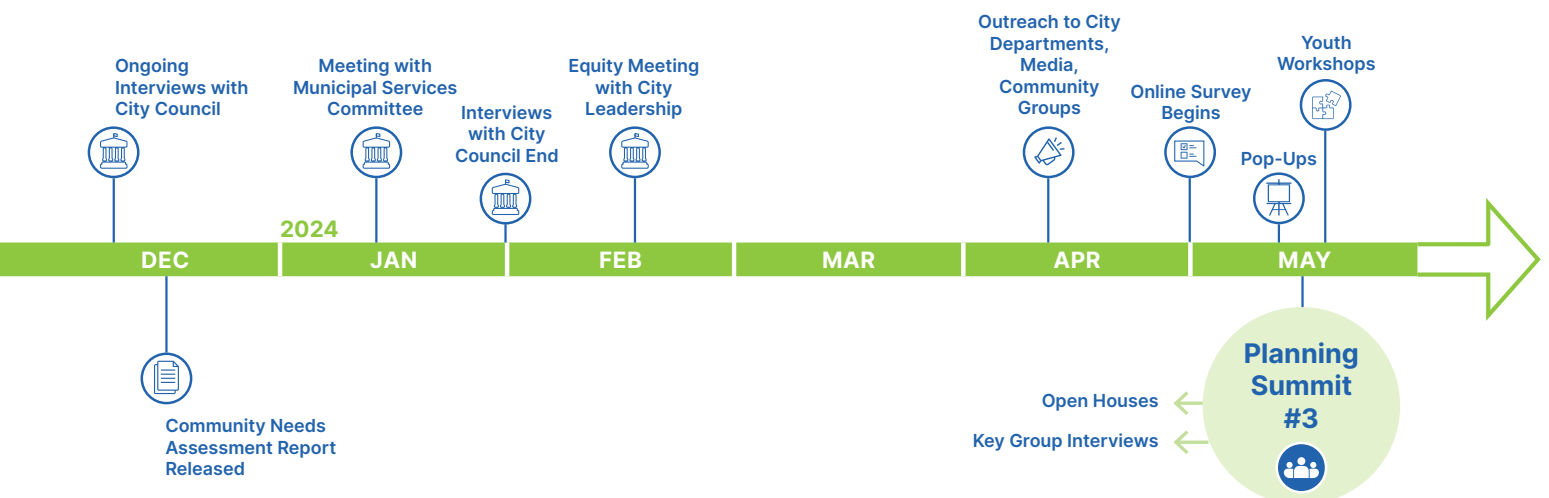 Ongoing
Interviews with
City Council
Meeting with
Municipal Services
Committee
Interviews
with City
Council End
Equity Meeting
with City
Leadership
Outreach to City
Departments,
Media,
Community
Groups
Online Survey
Begins
Pop-Ups
Youth
Workshops
2024
DEC
JAN
FEB
MAR
APR
MAY
Community Needs
Assessment Report
Released
Planning
Summit
#3
Open Houses
Key Group Interviews